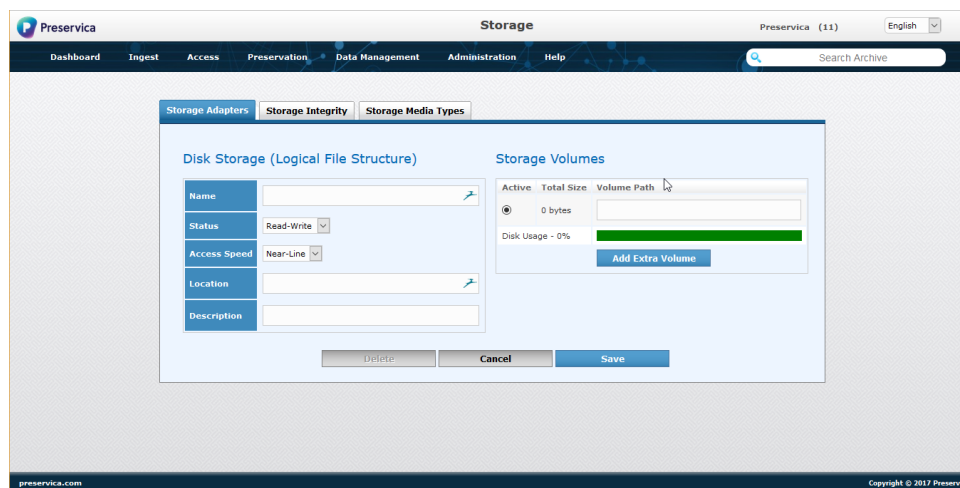 Preservica Storage Preservica (11) English
Dashboard Ingest Access Preservation Data Management Administration Help Search Archive
Storage Adapters Storage Integrity Storage Media Types
Disk Storage (Logical File Structure)
Name
Status Read-Write
Access Speed Near-Line
Location
Description
Storage Volumes
Active Total Size Volume Path
0 bytes
Disk Usage - 0%
Add Extra Volume
Delete Cancel Save
preservica.com Copyright © 2017 Preserv